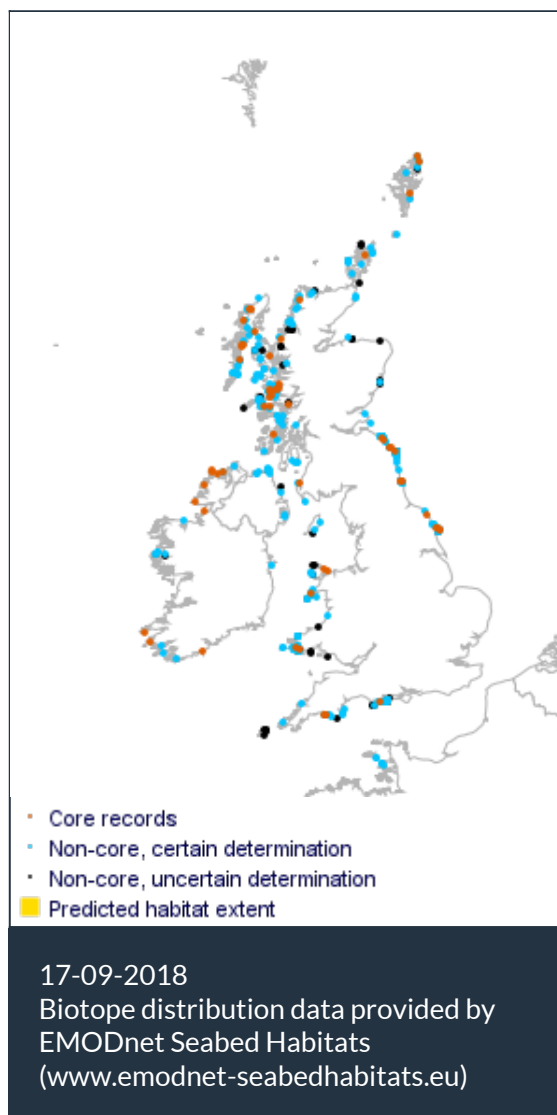 Core records
Non-core, certain determination
Non-core, uncertain determination
Predicted habitat extent
17-09-2018
Biotope distribution data provided by
EMODnet Seabed Habitats
(www.emodnet-seabedhabitats.eu)